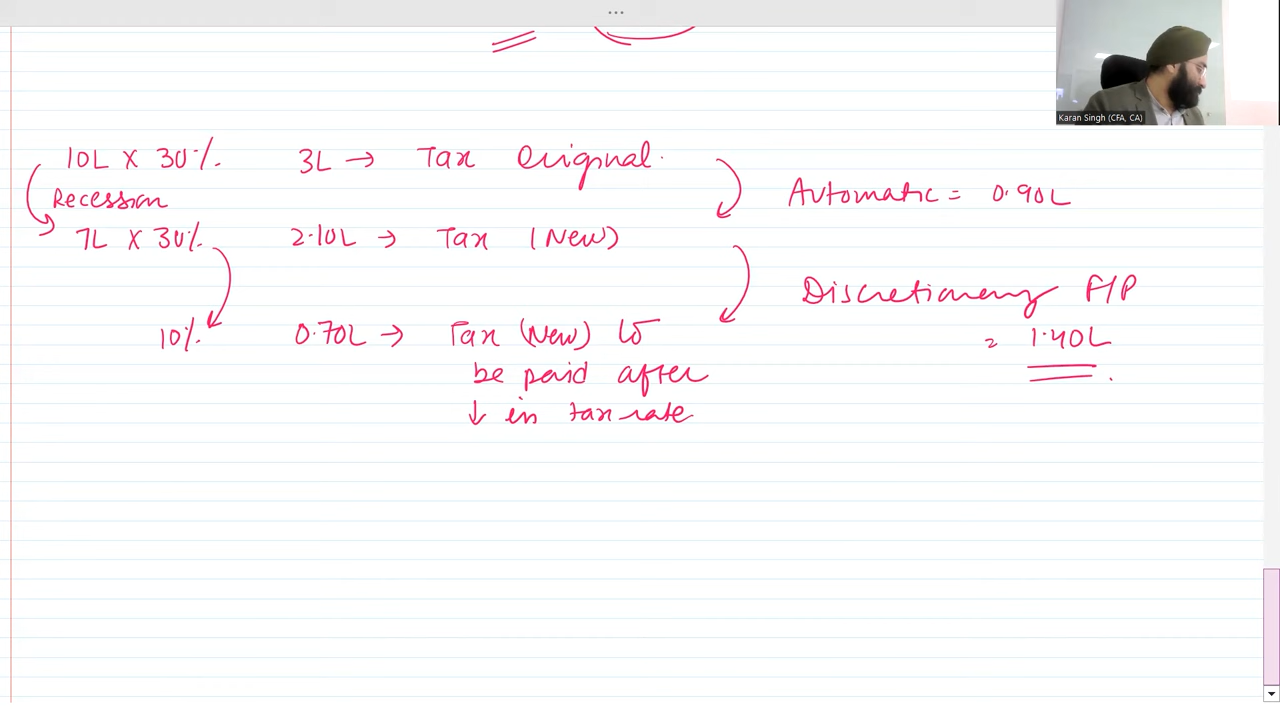 Karan Singh (CFA, CA)
10L X 30% 3L → Tax Original.
Recession
Automatic = 0.90L
7L X 30% 2.10L → Tax (New)
Discretionary F/P
10% 0.70L → Tax (New) to
= 1.40L
be paid after
↓ in tax rate